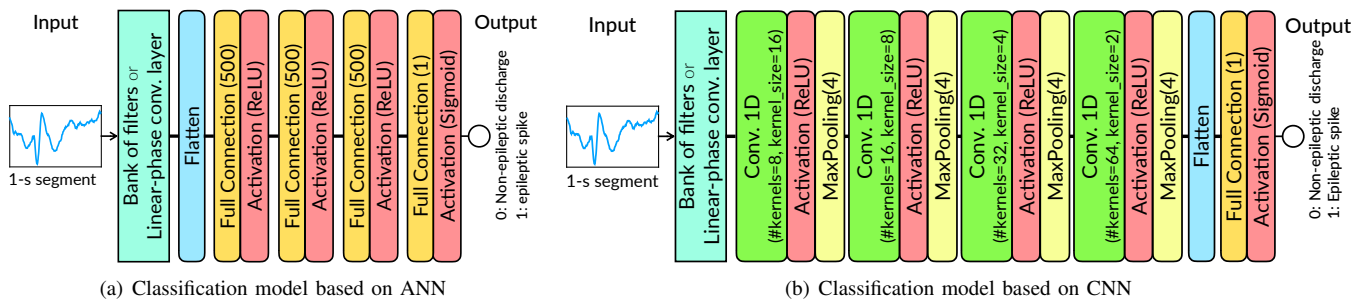 Input
1-s segment
Bank of filters or
Linear-phase conv. layer
Flatten
Full Connection (500)
Activation (ReLU)
Full Connection (500)
Activation (ReLU)
Full Connection (500)
Activation (ReLU)
Full Connection (1)
Activation (Sigmoid)
Output
0: Non-epileptic discharge
1: epileptic spike
(a) Classification model based on ANN
Input
1-s segment
Bank of filters or
Linear-phase conv. layer
Conv. 1D
(#kernels=8, kernel_size=16)
Activation (ReLU)
MaxPooling(4)
Conv. 1D
(#kernels=16, kernel_size=8)
Activation (ReLU)
MaxPooling(4)
Conv. 1D
(#kernels=32, kernel_size=4)
Activation (ReLU)
MaxPooling(4)
Conv. 1D
(#kernels=64, kernel_size=2)
Activation (ReLU)
MaxPooling(4)
Flatten
Full Connection (1)
Activation (Sigmoid)
Output
0: Non-epileptic discharge
1: Epileptic spike
(b) Classification model based on CNN